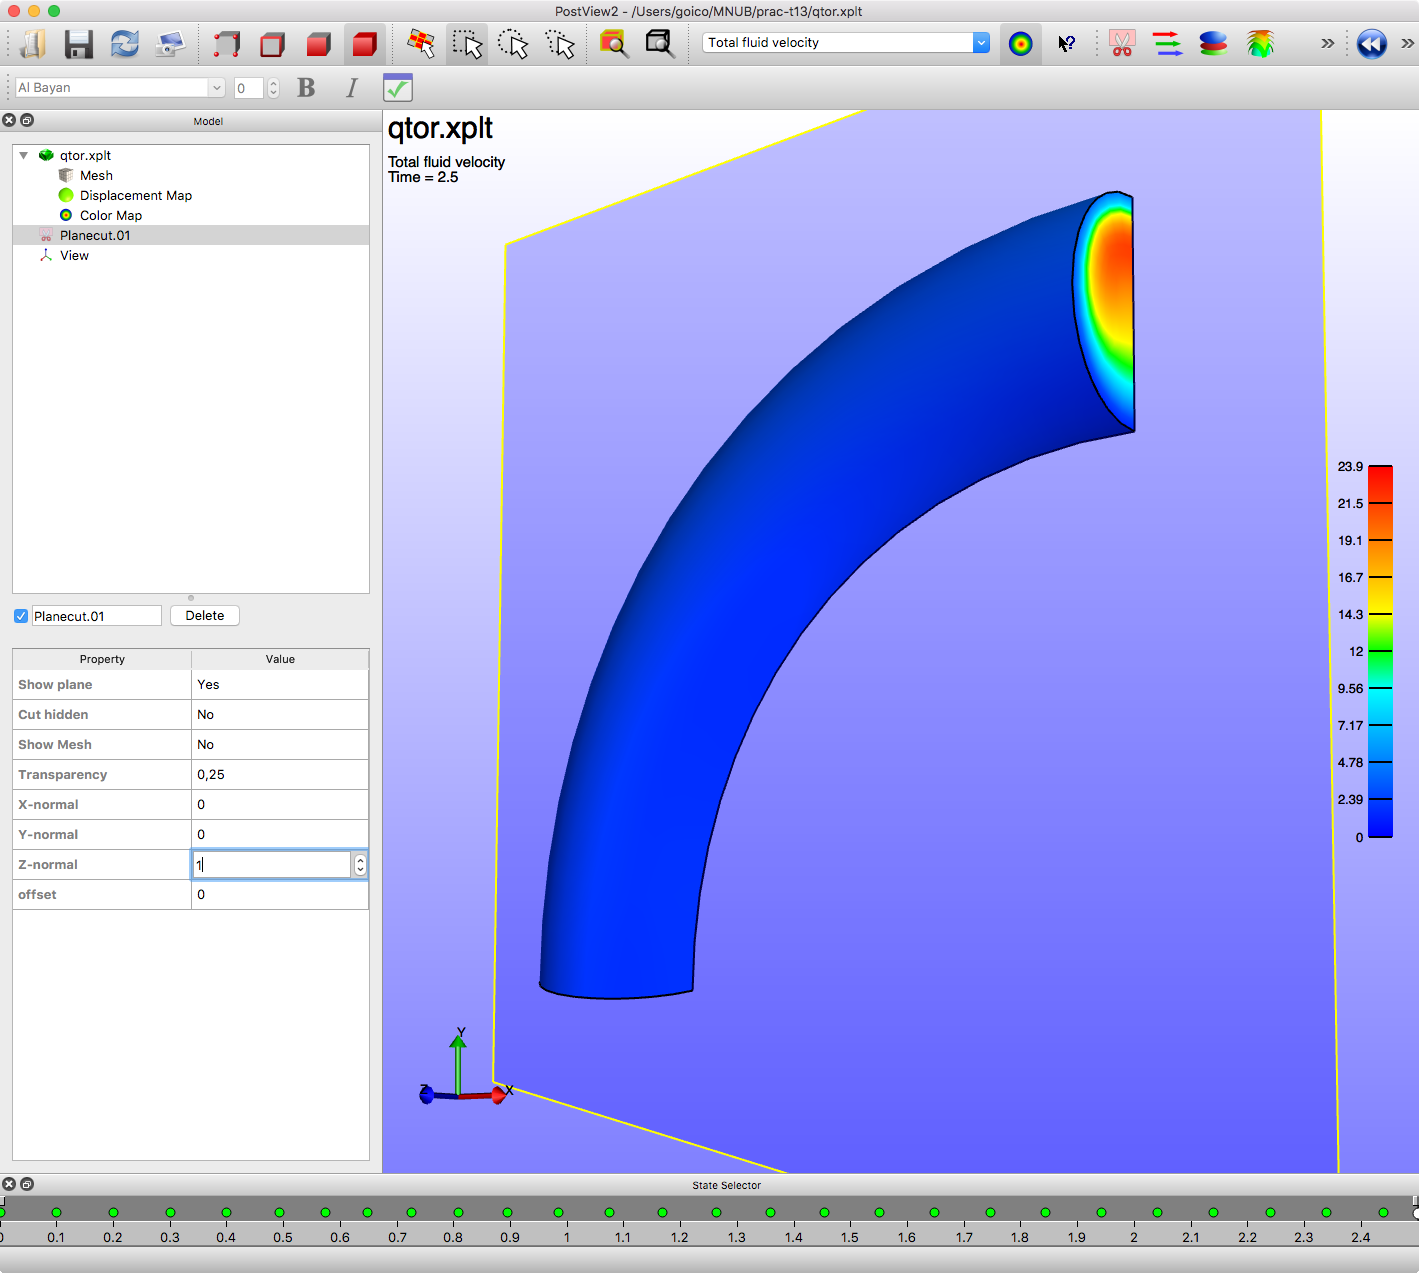 PostView2 - /Users/goico/MNUB/prac-t13/qtor.xplt
Total fluid velocity
»
»
Al Bayan
0
B
I
Model
qtor.xplt
Mesh
Displacement Map
Color Map
Planecut.01
View
Planecut.01
Delete
Property Value
Show plane Yes
Cut hidden No
Show Mesh No
Transparency 0,25
X-normal 0
Y-normal 0
Z-normal 1
offset 0
qtor.xplt
Total fluid velocity
Time = 2.5
23.9
21.5
19.1
16.7
14.3
12
9.56
7.17
4.78
2.39
0
Y
Z
X
State Selector
0 0.1 0.2 0.3 0.4 0.5 0.6 0.7 0.8 0.9 1 1.1 1.2 1.3 1.4 1.5 1.6 1.7 1.8 1.9 2 2.1 2.2 2.3 2.4